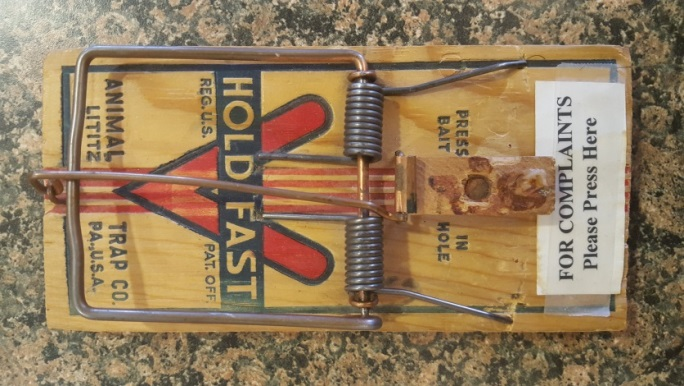 ANIMAL TRAP CO.
LITITZ PA., U.S.A.
REG. U.S. PAT. OFF.
HOLD FAST
PRESS BAIT
IN HOLE
FOR COMPLAINTS
Please Press Here